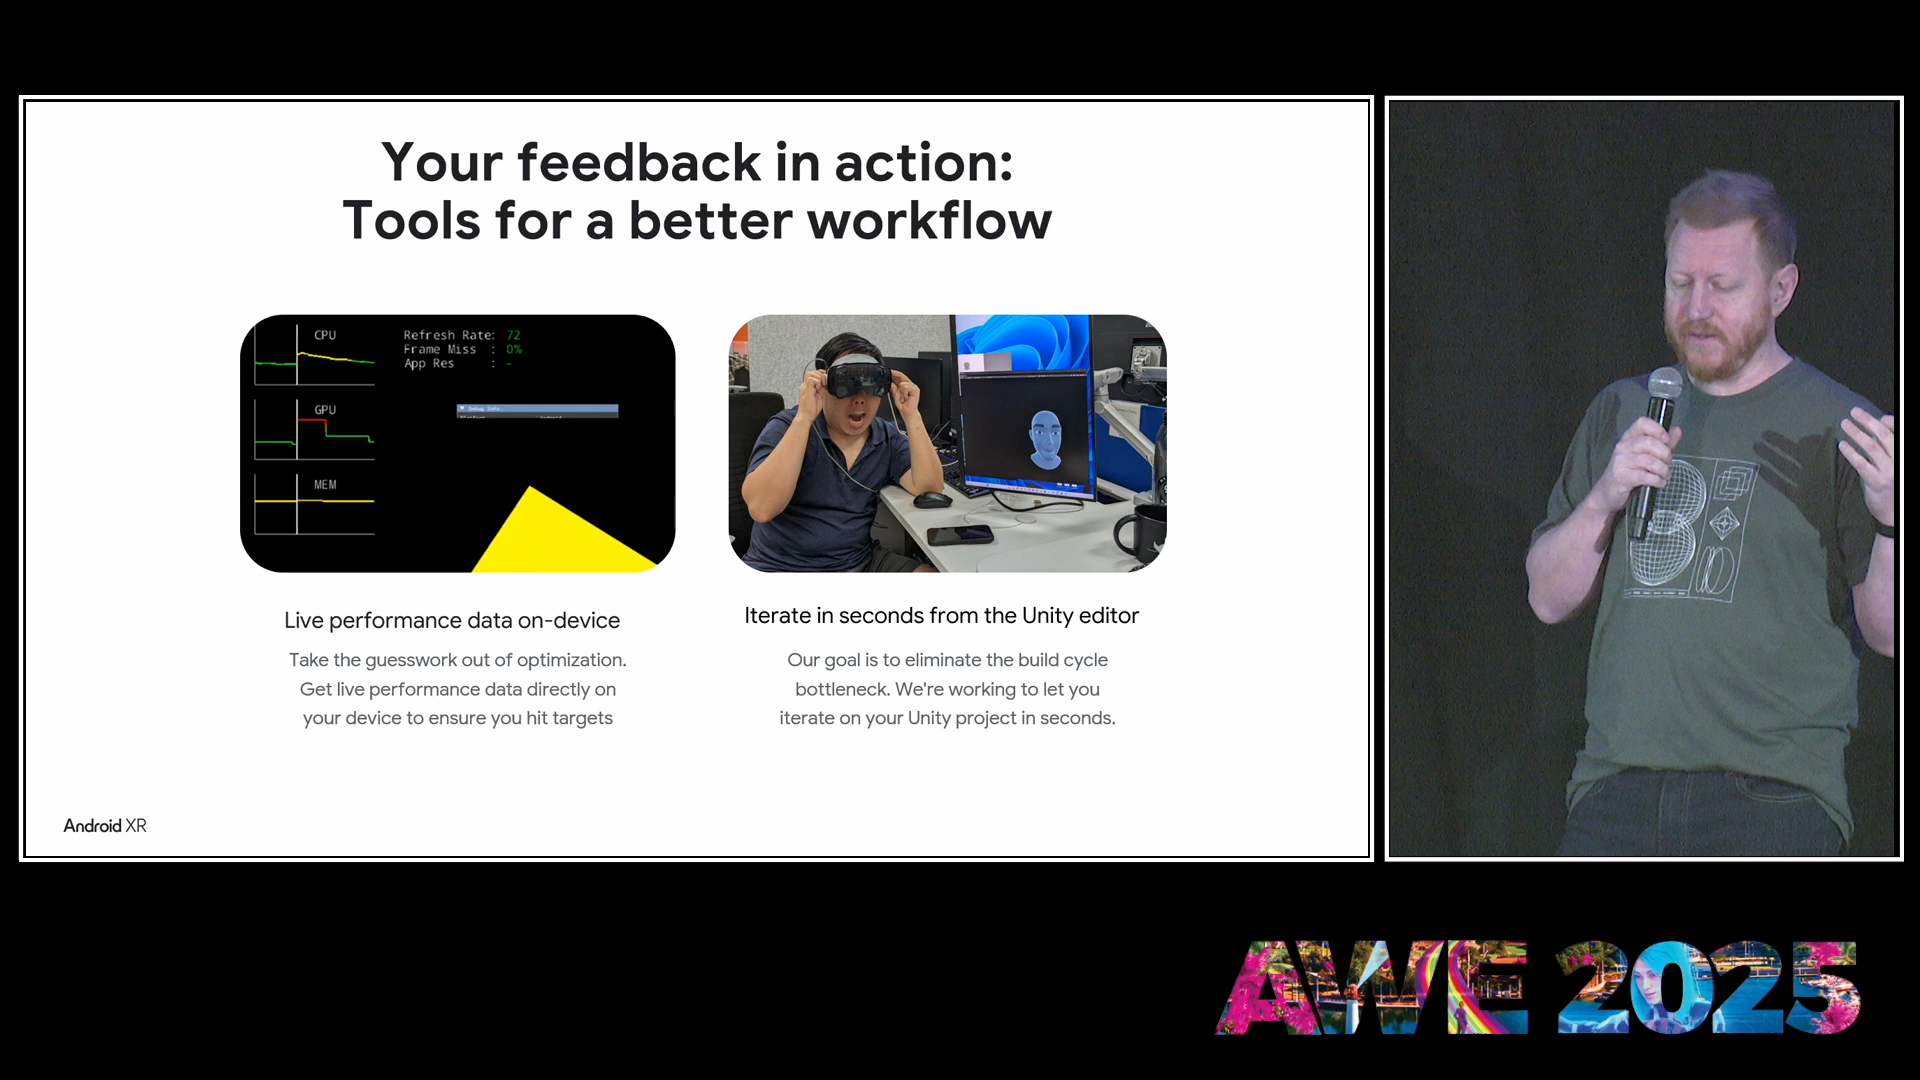 Your feedback in action:
Tools for a better workflow
CPU
Refresh Rate: 72
Frame Miss : 0%
App Res : -
GPU
Debug Info
MEM
Live performance data on-device
Take the guesswork out of optimization.
Get live performance data directly on
your device to ensure you hit targets
Iterate in seconds from the Unity editor
Our goal is to eliminate the build cycle
bottleneck. We're working to let you
iterate on your Unity project in seconds.
Android XR
AWE 2025